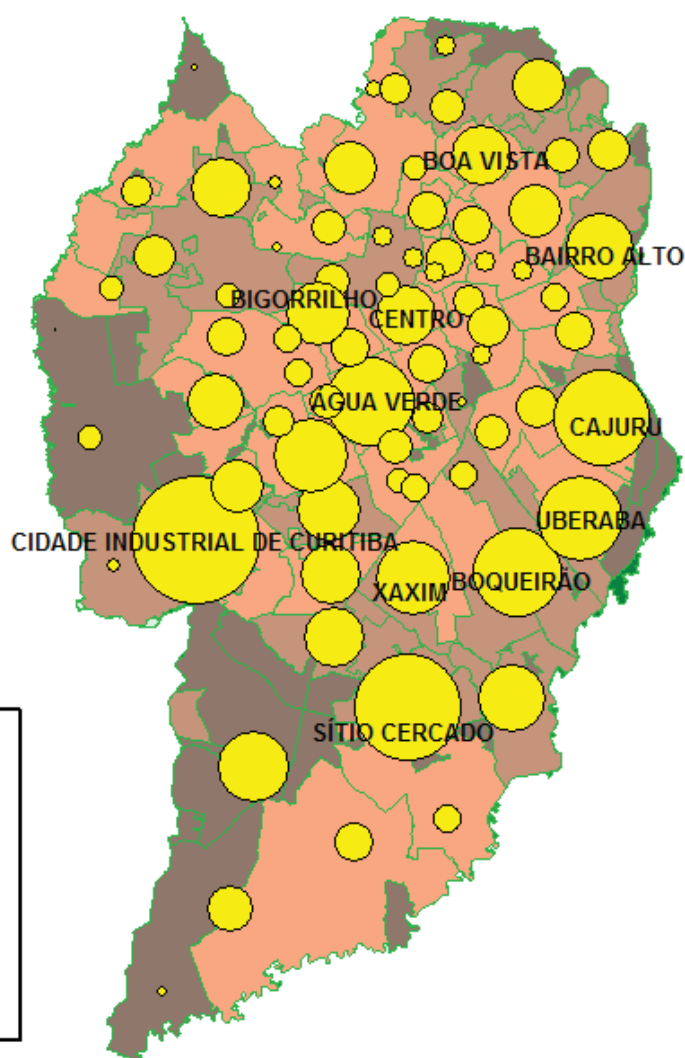 BOA VISTA
BAIRRO ALTO
BIGORRILHO
CENTRO
ÁGUA VERDE
CAJURU
UBERABA
CIDADE INDUSTRIAL DE CURITIBA
BOQUEIRÃO
XAXIM
SÍTIO CERCADO